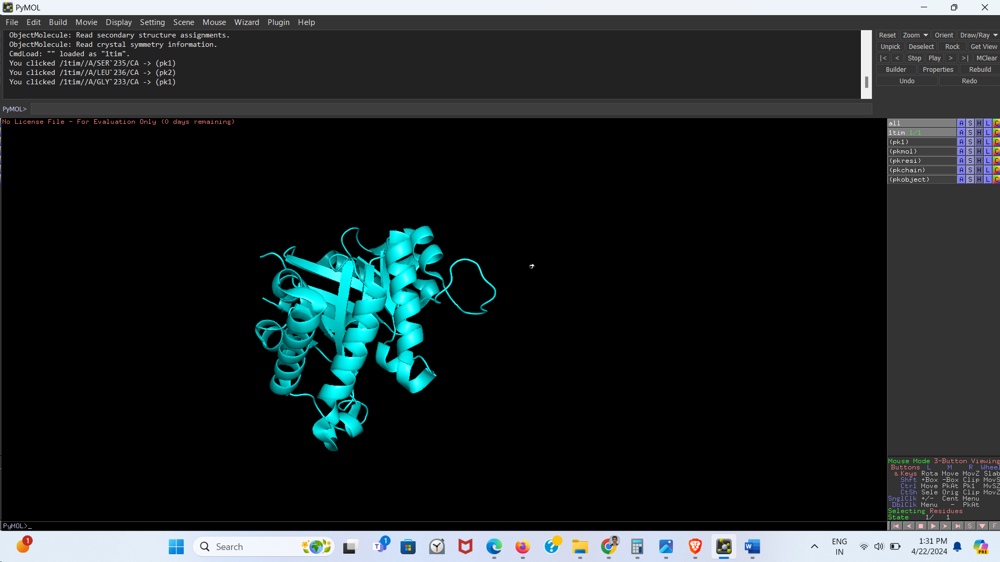 PyMOL
File Edit Build Movie Display Setting Scene Mouse Wizard Plugin Help
ObjectMolecule: Read secondary structure assignments.
ObjectMolecule: Read crystal symmetry information.
CmdLoad: "" loaded as "1tim".
You clicked /1tim//A/SER`235/CA -> (pk1)
You clicked /1tim//A/LEU`236/CA -> (pk2)
You clicked /1tim//A/GLY`233/CA -> (pk1)
Reset Zoom Orient Draw/Ray
Unpick Deselect Rock Get View
|< < Stop Play > >| MClear
Builder Properties Rebuild
Undo Redo
PyMOL>
No License File - For Evaluation Only (0 days remaining)
all A S H L C
1tim 1/1 A S H L C
(pk1) A S H L C
(pkmol) A S H L C
(pkresi) A S H L C
(pkchain) A S H L C
(pkobject) A S H L C
Mouse Mode 3-Button Viewing
Buttons L M R Wheel
& Keys Rota Move MovZ Slab
Shft +Box -Box Clip MovS
Ctrl Move PkAt Pk1 MvSZ
CtSh Sele Orig Clip MovZ
SnglClk +/- Cent Menu
DblClk Menu - PkAt
Selecting Residues
State 1/ 1
PyMOL>_
S F
1
Search
1
W
ENG
IN
1:31 PM
4/22/2024
PRE